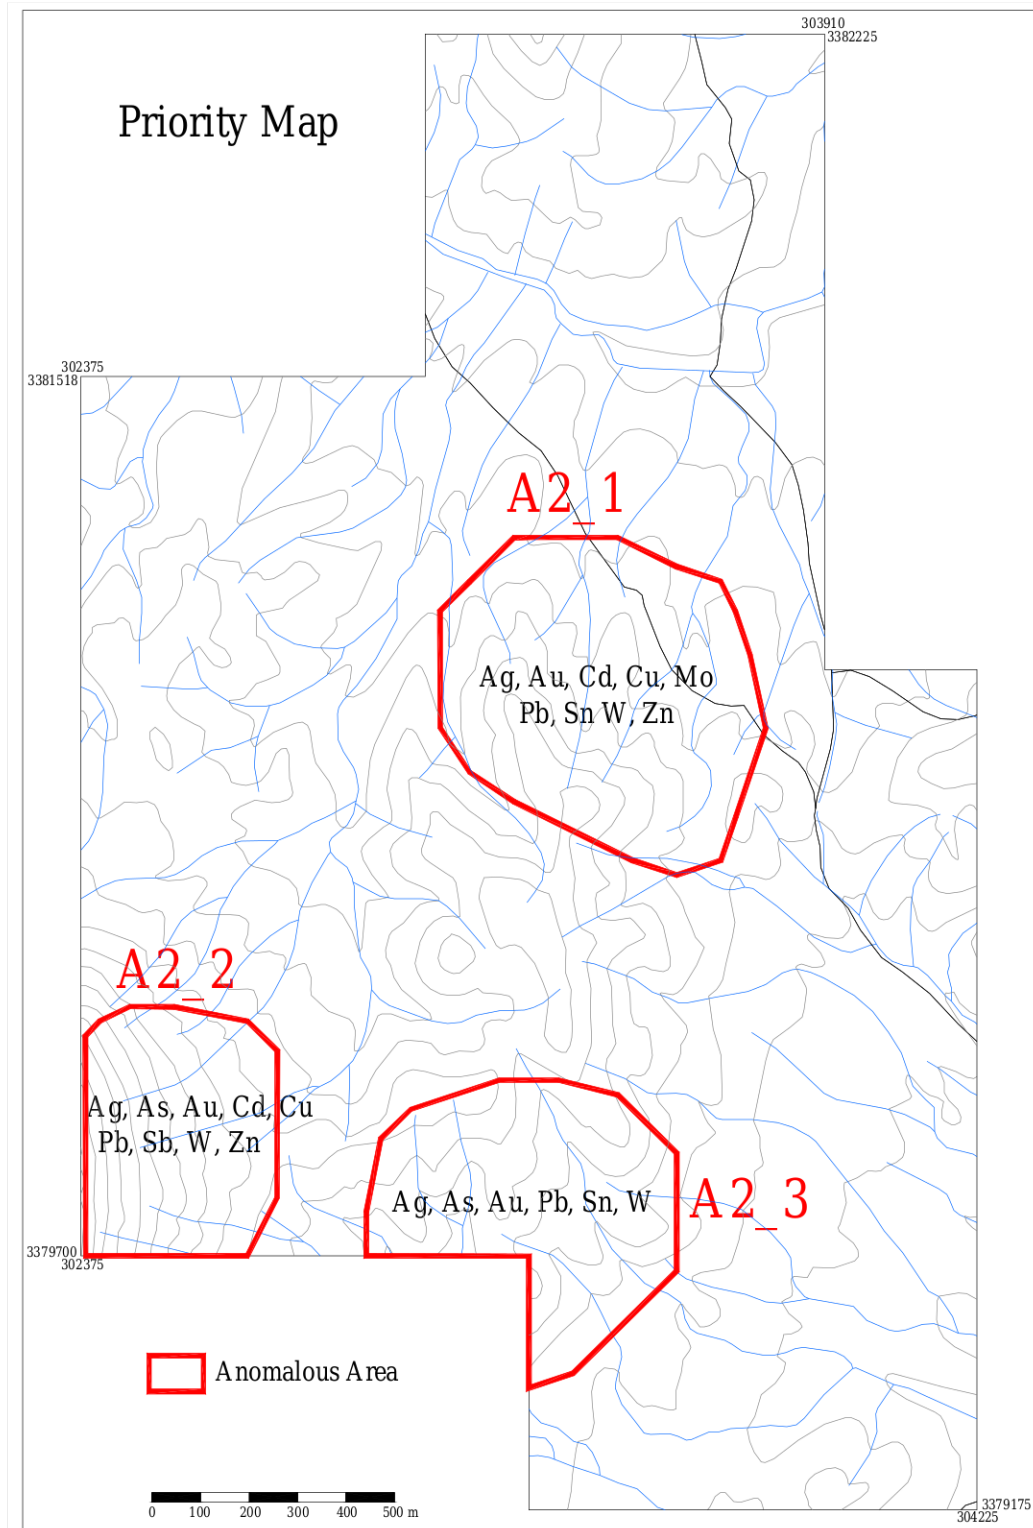 303910
3382225
Priority Map
302375
3381518
A2_1
Ag, Au, Cd, Cu, Mo
Pb, Sn W, Zn
A2_2
Ag, As, Au, Cd, Cu
Pb, Sb, W, Zn
Ag, As, Au, Pb, Sn, W
A2_3
3379700
302375
Anomalous Area
0 100 200 300 400 500 m
3379175
304225